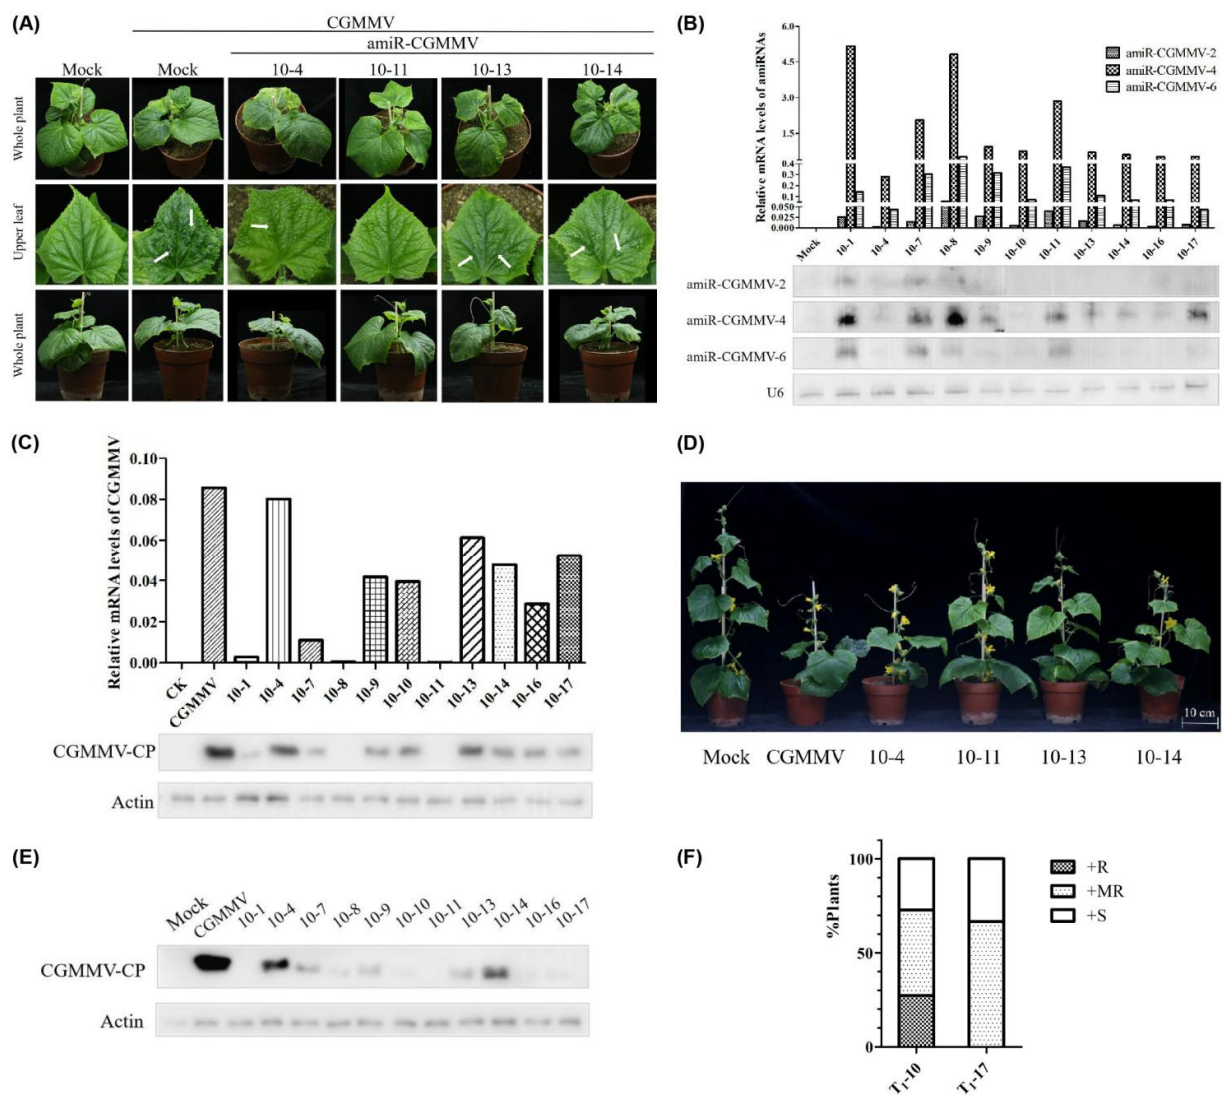 (A)
CGMMV
amiR-CGMMV
Mock Mock 10-4 10-11 10-13 10-14
Whole plant
Upper leaf
Whole plant
(B)
Relative mRNA levels of amiRNAs
6.0
4.5
3.0
1.5
0.4
0.3
0.2
0.1
0.050
0.025
0.000
amiR-CGMMV-2
amiR-CGMMV-4
amiR-CGMMV-6
Mock 10-1 10-4 10-7 10-8 10-9 10-10 10-11 10-13 10-14 10-16 10-17
amiR-CGMMV-2
amiR-CGMMV-4
amiR-CGMMV-6
U6
(C)
Relative mRNA levels of CGMMV
0.10
0.08
0.06
0.04
0.02
0.00
CK CGMMV 10-1 10-4 10-7 10-8 10-9 10-10 10-11 10-13 10-14 10-16 10-17
CGMMV-CP
Actin
(D)
10 cm
Mock CGMMV 10-4 10-11 10-13 10-14
(E)
Mock CGMMV 10-1 10-4 10-7 10-8 10-9 10-10 10-11 10-13 10-14 10-16 10-17
CGMMV-CP
Actin
(F)
%Plants
100
50
0
+R
+MR
+S
T1-10 T1-17